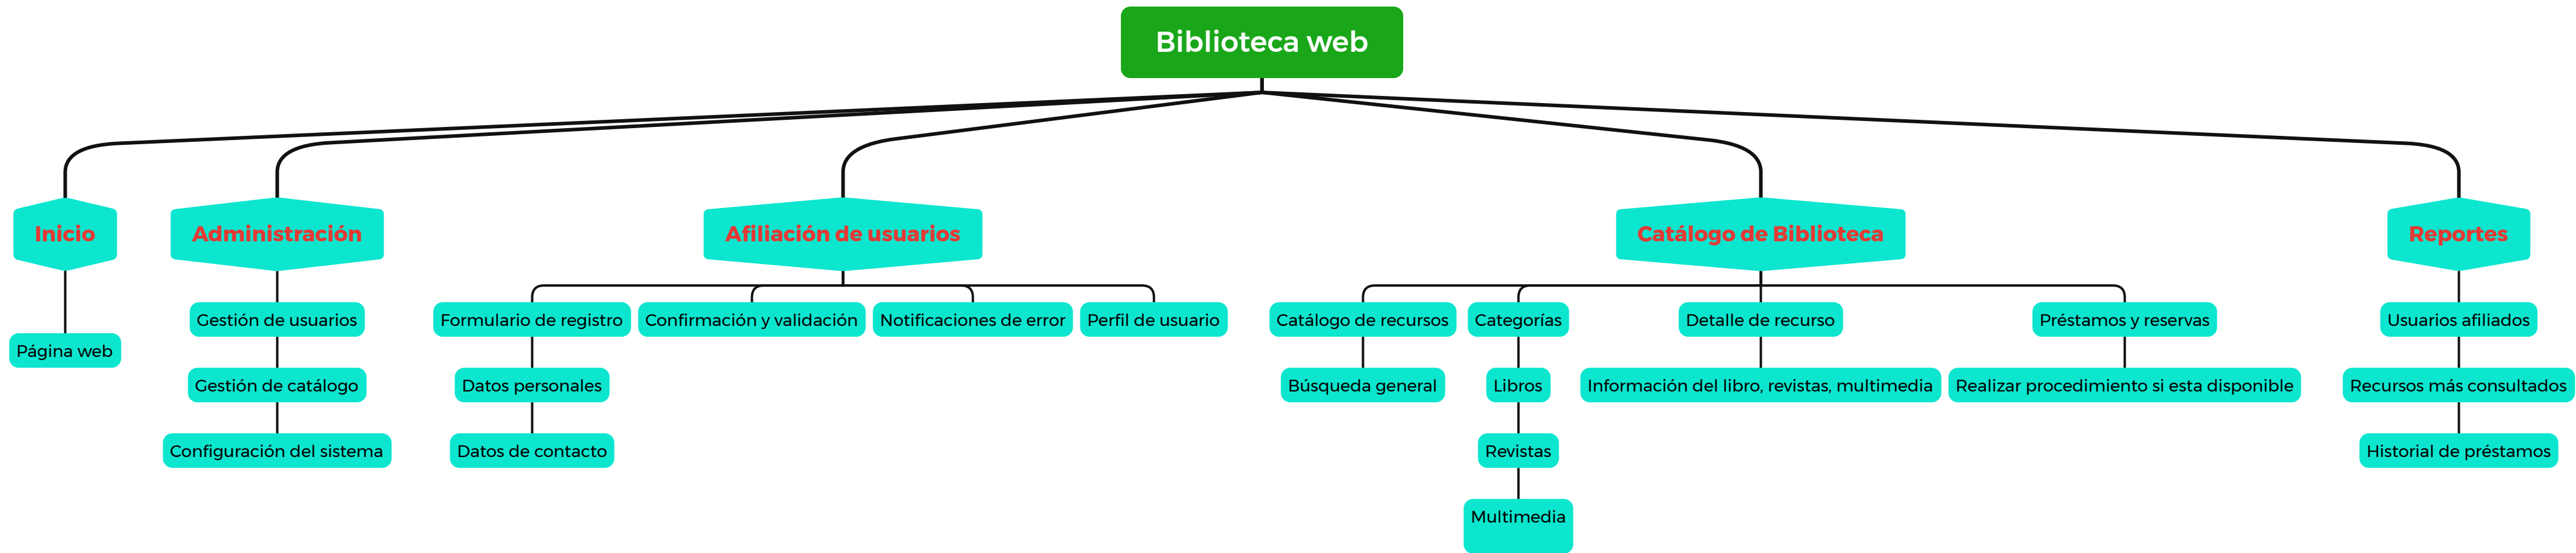 Biblioteca web
Inicio
Administración
Afiliación de usuarios
Catálogo de Biblioteca
Reportes
Gestión de usuarios
Formulario de registro
Confirmación y validación
Notificaciones de error
Perfil de usuario
Catálogo de recursos
Categorías
Detalle de recurso
Préstamos y reservas
Usuarios afiliados
Página web
Gestión de catálogo
Datos personales
Búsqueda general
Libros
Información del libro, revistas, multimedia
Realizar procedimiento si esta disponible
Recursos más consultados
Configuración del sistema
Datos de contacto
Revistas
Historial de préstamos
Multimedia